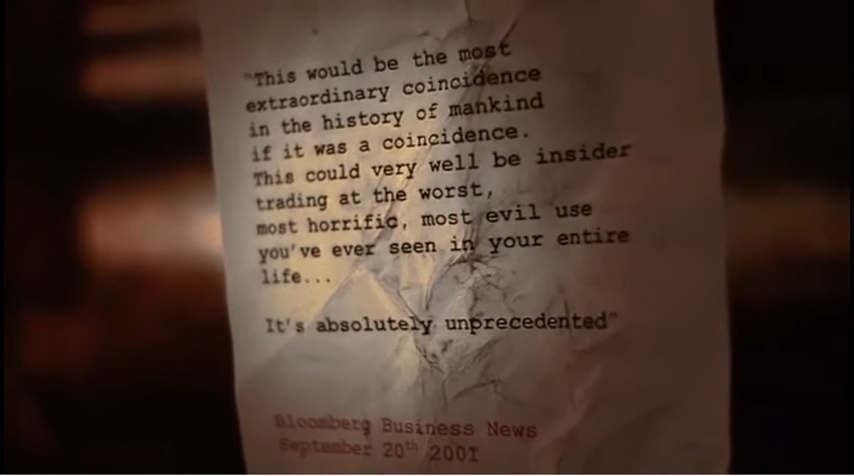 "This would be the most
extraordinary coincidence
in the history of mankind
if it was a coincidence.
This could very well be insider
trading at the worst,
most horrific, most evil use
you've ever seen in your entire
life...
It's absolutely unprecedented"
Bloomberg Business News
September 20th 2001